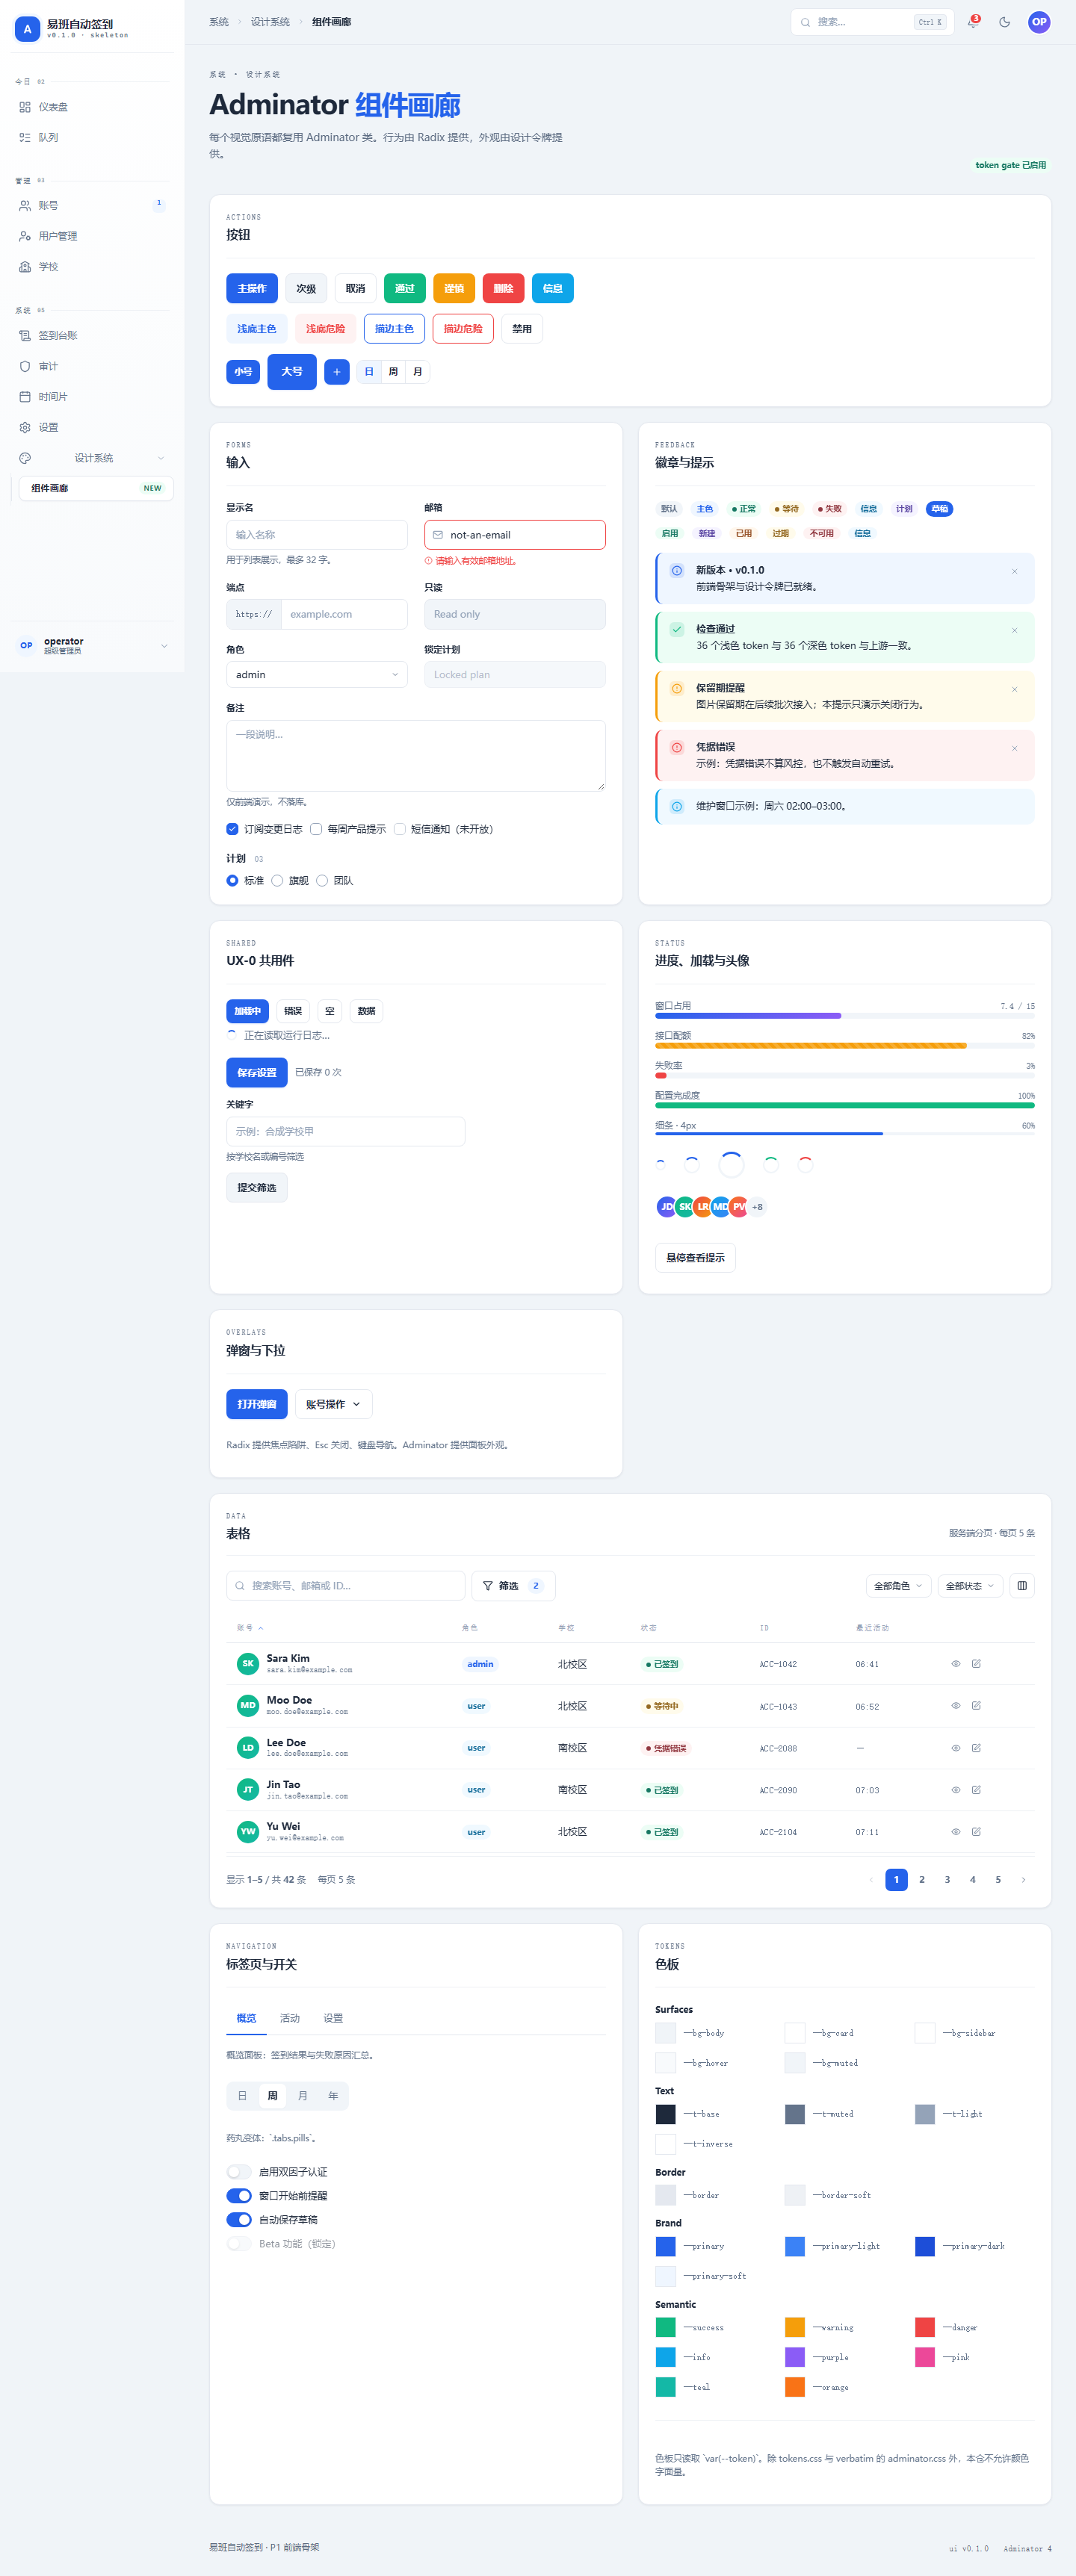 A
易班自动签到
v0.1.0 · skeleton
今日 02
仪表盘
队列
管理 03
账号 1
用户管理
学校
系统 05
签到台账
审计
时间片
设置
设计系统
组件画廊 NEW
OP
operator
超级管理员
系统 › 设计系统 › 组件画廊
搜索... Ctrl K
3
OP
系统 • 设计系统
Adminator 组件画廊
每个视觉原语都复用 Adminator 类。行为由 Radix 提供，外观由设计令牌提
供。
token gate 已启用
ACTIONS
按钮
主操作 次级 取消 通过 谨慎 删除 信息
浅底主色 浅底危险 描边主色 描边危险 禁用
小号 大号 + 日 周 月
FORMS
输入
显示名
输入名称
用于列表展示，最多 32 字。
邮箱
not-an-email
请输入有效邮箱地址。
端点
https:// example.com
只读
Read only
角色
admin
锁定计划
Locked plan
备注
一段说明...
仅前端演示，不落库。
订阅变更日志 每周产品提示 短信通知（未开放）
计划 03
标准 旗舰 团队
FEEDBACK
徽章与提示
默认 主色 正常 等待 失败 信息 计划 草稿
启用 新建 已用 过期 不可用 信息
新版本 • v0.1.0
前端骨架与设计令牌已就绪。
检查通过
36 个浅色 token 与 36 个深色 token 与上游一致。
保留期提醒
图片保留期在后续批次接入；本提示只演示关闭行为。
凭据错误
示例：凭据错误不算风控，也不触发自动重试。
维护窗口示例：周六 02:00–03:00。
SHARED
UX-0 共用件
加载中 错误 空 数据
正在读取运行日志...
保存设置 已保存 0 次
关键字
示例：合成学校甲
按学校名或编号筛选
提交筛选
STATUS
进度、加载与头像
窗口占用 7.4 / 15
接口配额 82%
失败率 3%
配置完成度 100%
细条 · 4px 60%
JD SK LR MD PV +8
悬停查看提示
OVERLAYS
弹窗与下拉
打开弹窗 账号操作
Radix 提供焦点陷阱、Esc 关闭、键盘导航。Adminator 提供面板外观。
DATA
表格
服务端分页 · 每页 5 条
搜索账号、邮箱或 ID... 筛选 2 全部角色 全部状态
账号 角色 学校 状态 ID 最近活动
SK Sara Kim
sara.kim@example.com
admin 北校区 已签到 ACC-1042 06:41
MD Moo Doe
moo.doe@example.com
user 北校区 等待中 ACC-1043 06:52
LD Lee Doe
lee.doe@example.com
user 南校区 凭据错误 ACC-2088 —
JT Jin Tao
jin.tao@example.com
user 南校区 已签到 ACC-2090 07:03
YW Yu Wei
yu.wei@example.com
user 北校区 已签到 ACC-2104 07:11
显示 1–5 / 共 42 条 每页 5 条
‹ 1 2 3 4 5 ›
NAVIGATION
标签页与开关
概览 活动 设置
概览面板：签到结果与失败原因汇总。
日 周 月 年
药丸变体：`.tabs.pills`。
启用双因子认证
窗口开始前提醒
自动保存草稿
Beta 功能（锁定）
TOKENS
色板
Surfaces
--bg-body --bg-card --bg-sidebar
--bg-hover --bg-muted
Text
--t-base --t-muted --t-light
--t-inverse
Border
--border --border-soft
Brand
--primary --primary-light --primary-dark
--primary-soft
Semantic
--success --warning --danger
--info --purple --pink
--teal --orange
色板只读取 `var(--token)`。除 tokens.css 与 verbatim 的 adminator.css 外，本仓不允许颜色
字面量。
易班自动签到 · P1 前端骨架
ui v0.1.0 Adminator 4